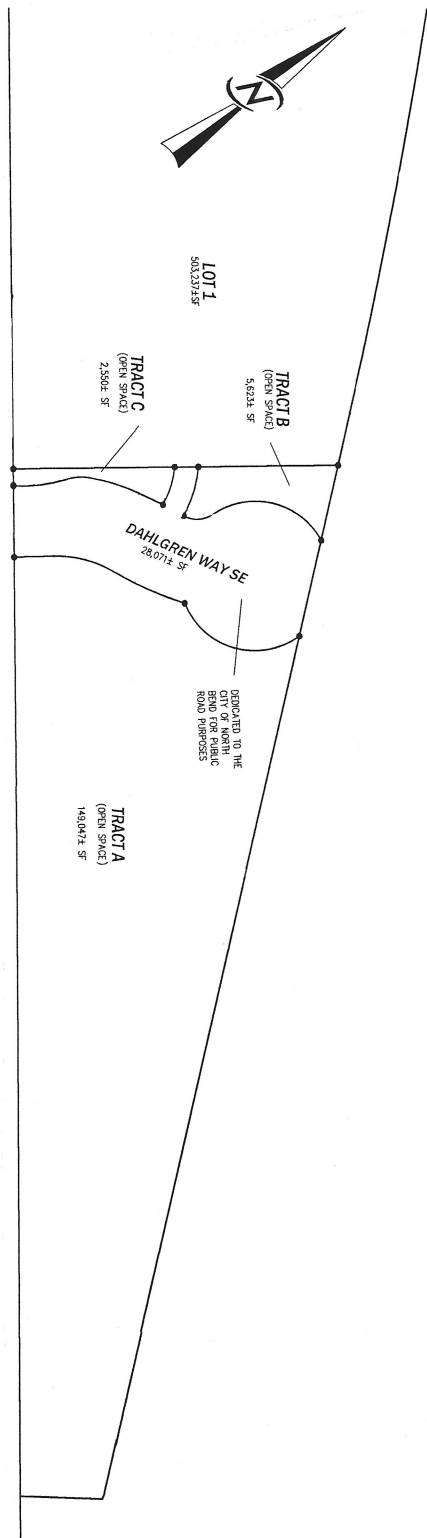 N
LOT 1
503,237± SF
TRACT B
(OPEN SPACE)
5,623± SF
TRACT C
(OPEN SPACE)
2,550± SF
DAHLGREN WAY SE
28,071± SF
DEDICATED TO THE
CITY OF NORTH
BEND FOR PUBLIC
ROAD PURPOSES
TRACT A
(OPEN SPACE)
149,047± SF